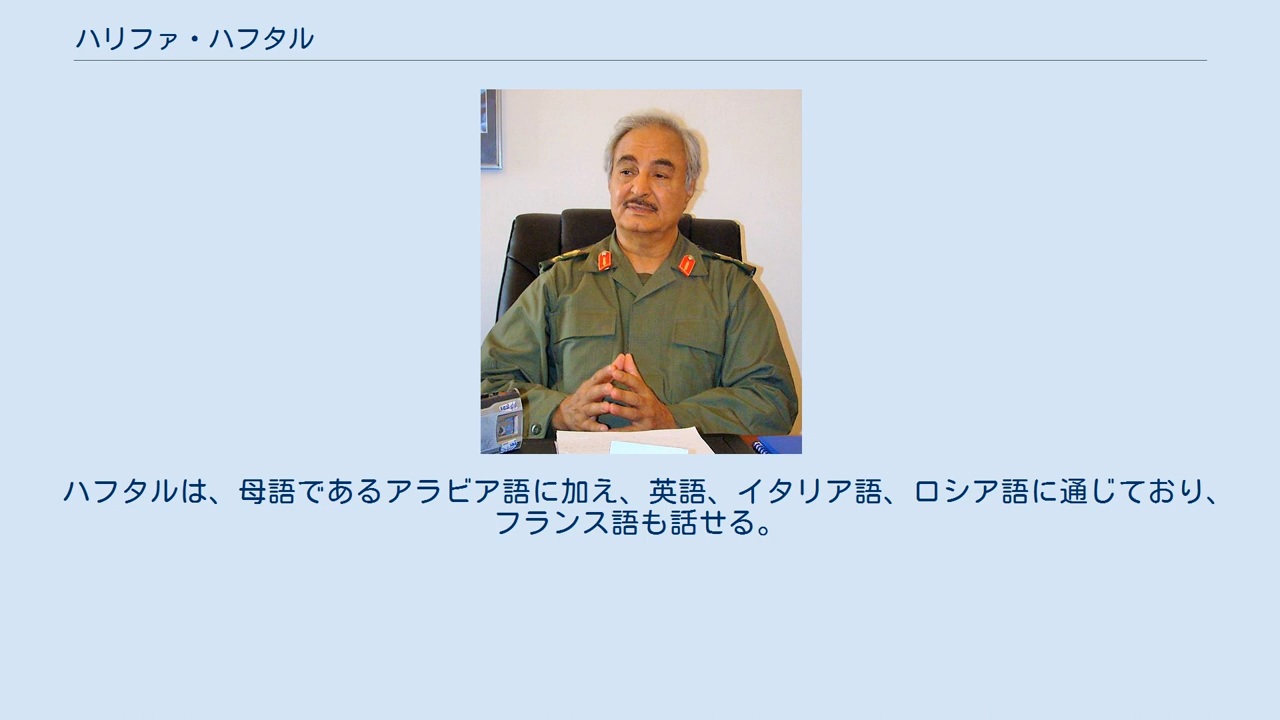 ハリファ・ハフタル
ハフタルは、母語であるアラビア語に加え、英語、イタリア語、ロシア語に通じており、
フランス語も話せる。